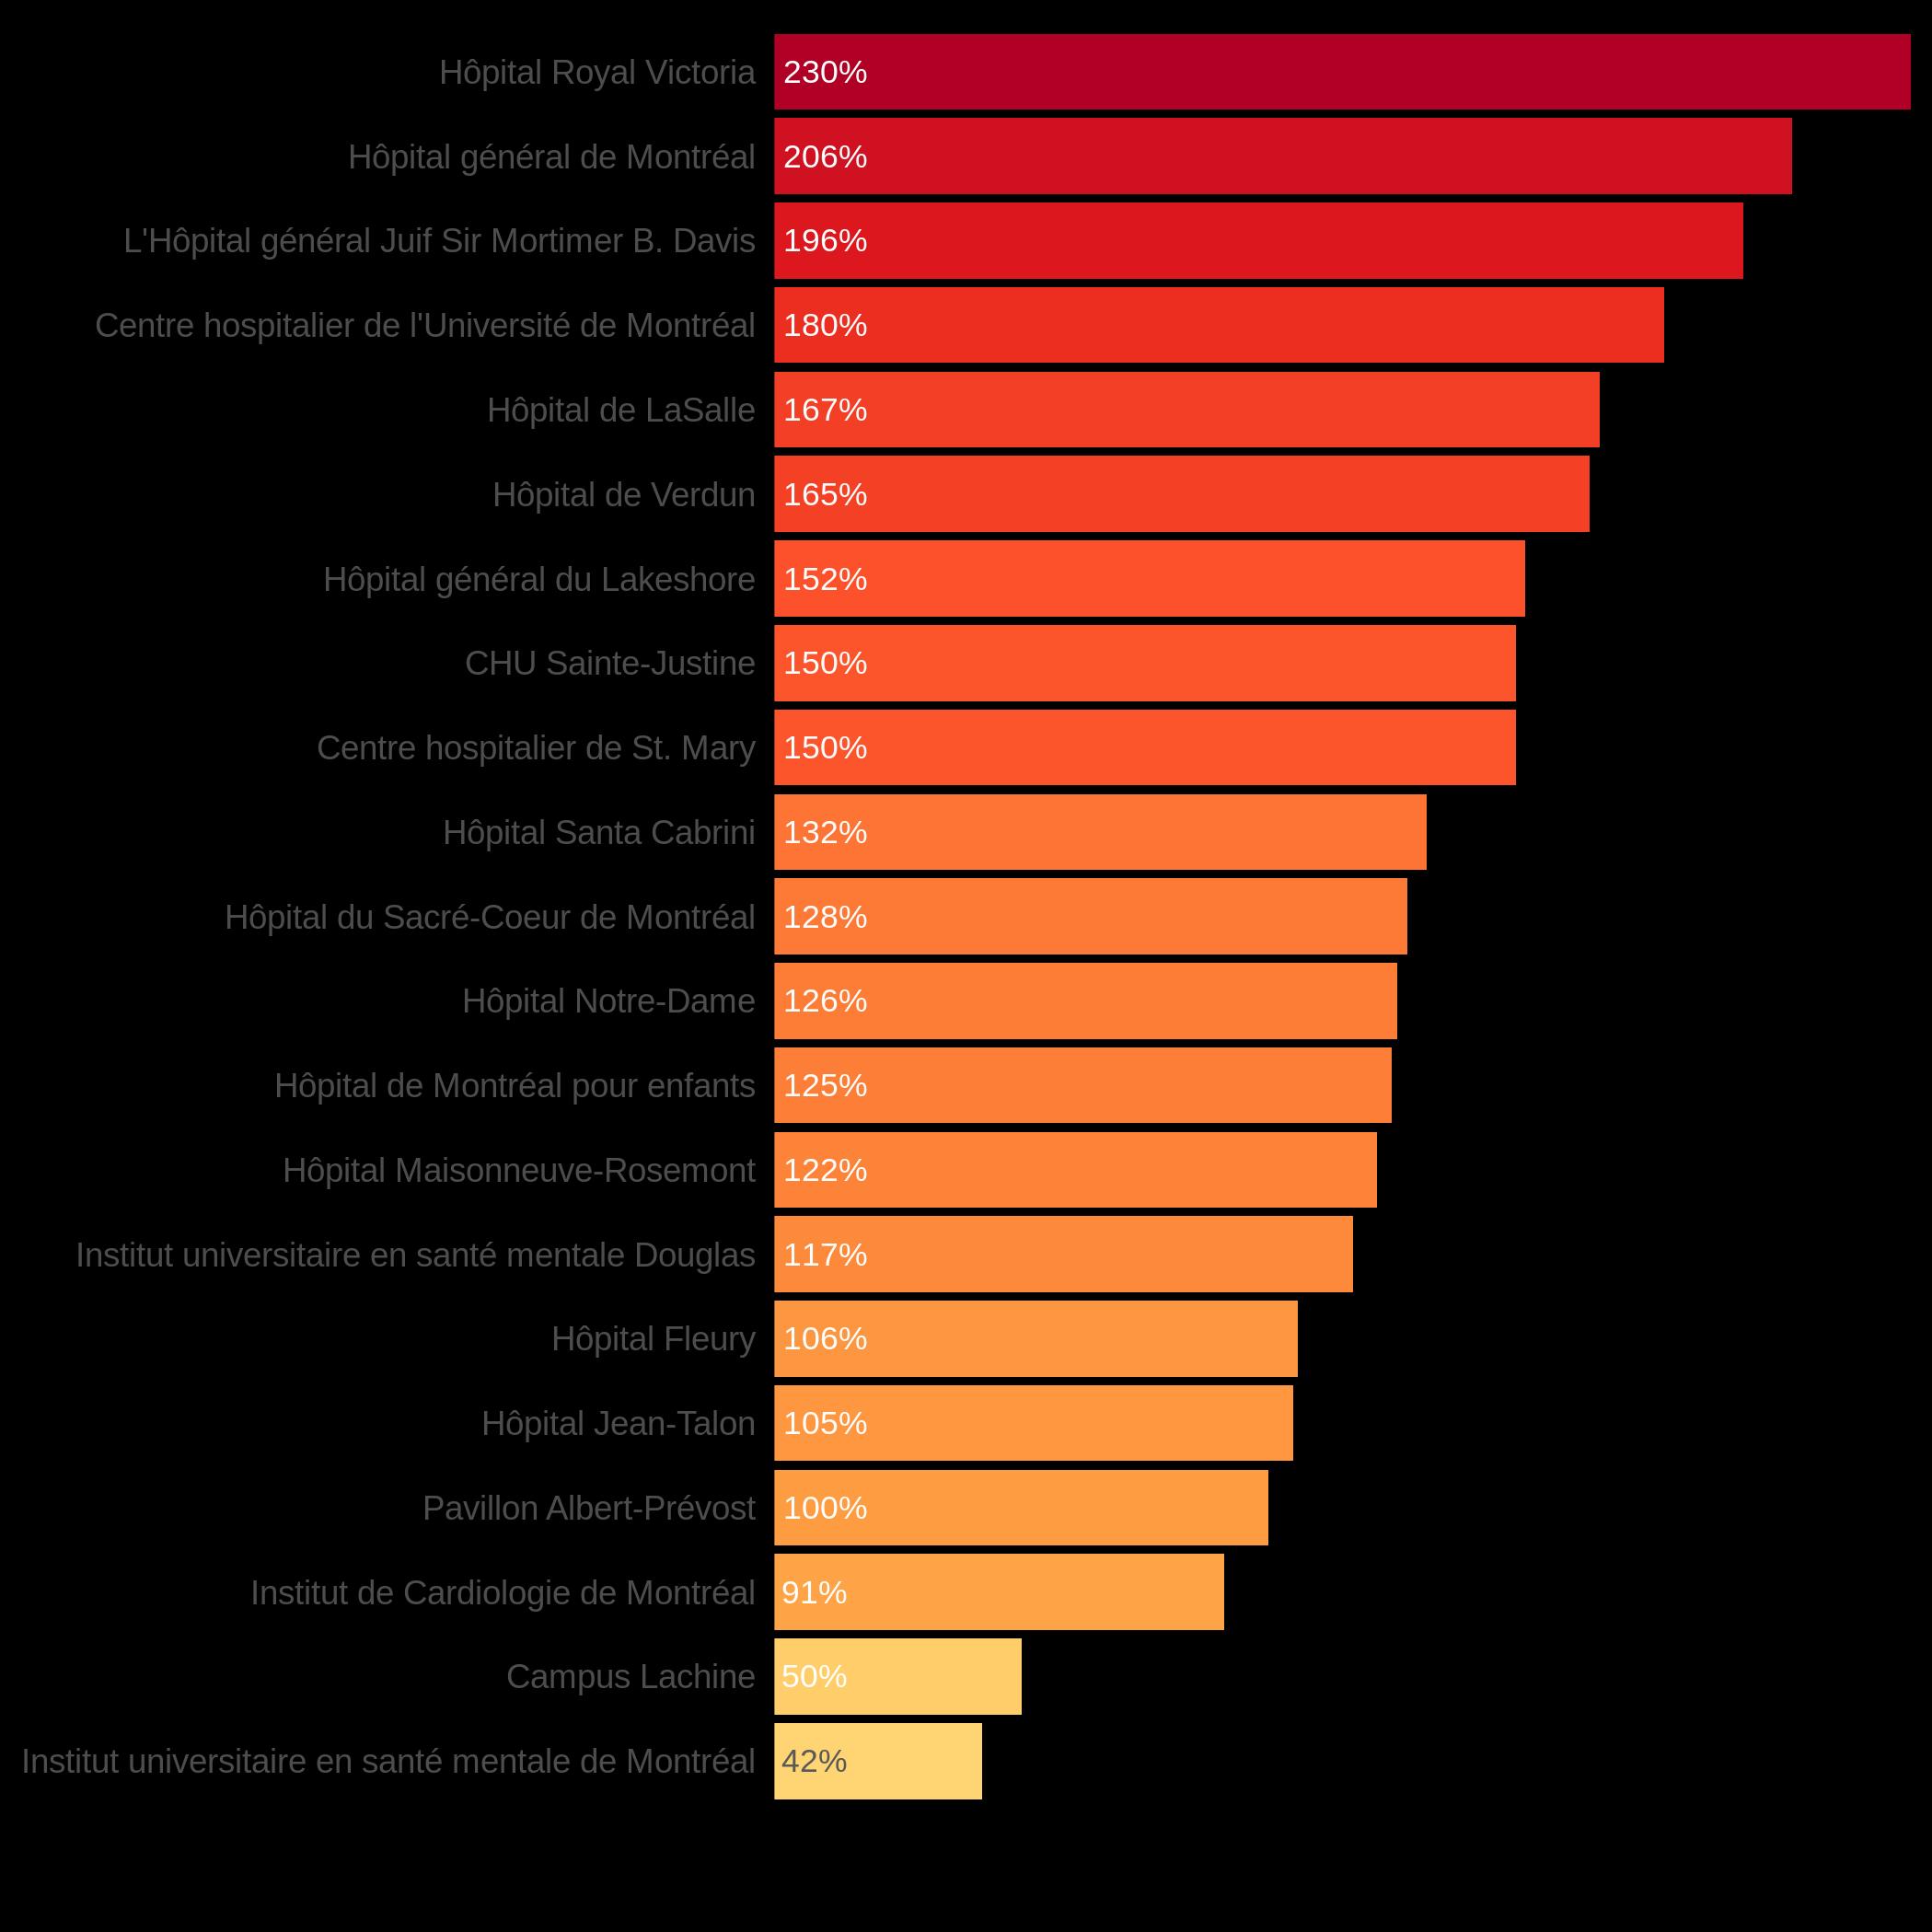 Hôpital Royal Victoria 230%
Hôpital général de Montréal 206%
L'Hôpital général Juif Sir Mortimer B. Davis 196%
Centre hospitalier de l'Université de Montréal 180%
Hôpital de LaSalle 167%
Hôpital de Verdun 165%
Hôpital général du Lakeshore 152%
CHU Sainte-Justine 150%
Centre hospitalier de St. Mary 150%
Hôpital Santa Cabrini 132%
Hôpital du Sacré-Coeur de Montréal 128%
Hôpital Notre-Dame 126%
Hôpital de Montréal pour enfants 125%
Hôpital Maisonneuve-Rosemont 122%
Institut universitaire en santé mentale Douglas 117%
Hôpital Fleury 106%
Hôpital Jean-Talon 105%
Pavillon Albert-Prévost 100%
Institut de Cardiologie de Montréal 91%
Campus Lachine 50%
Institut universitaire en santé mentale de Montréal 42%